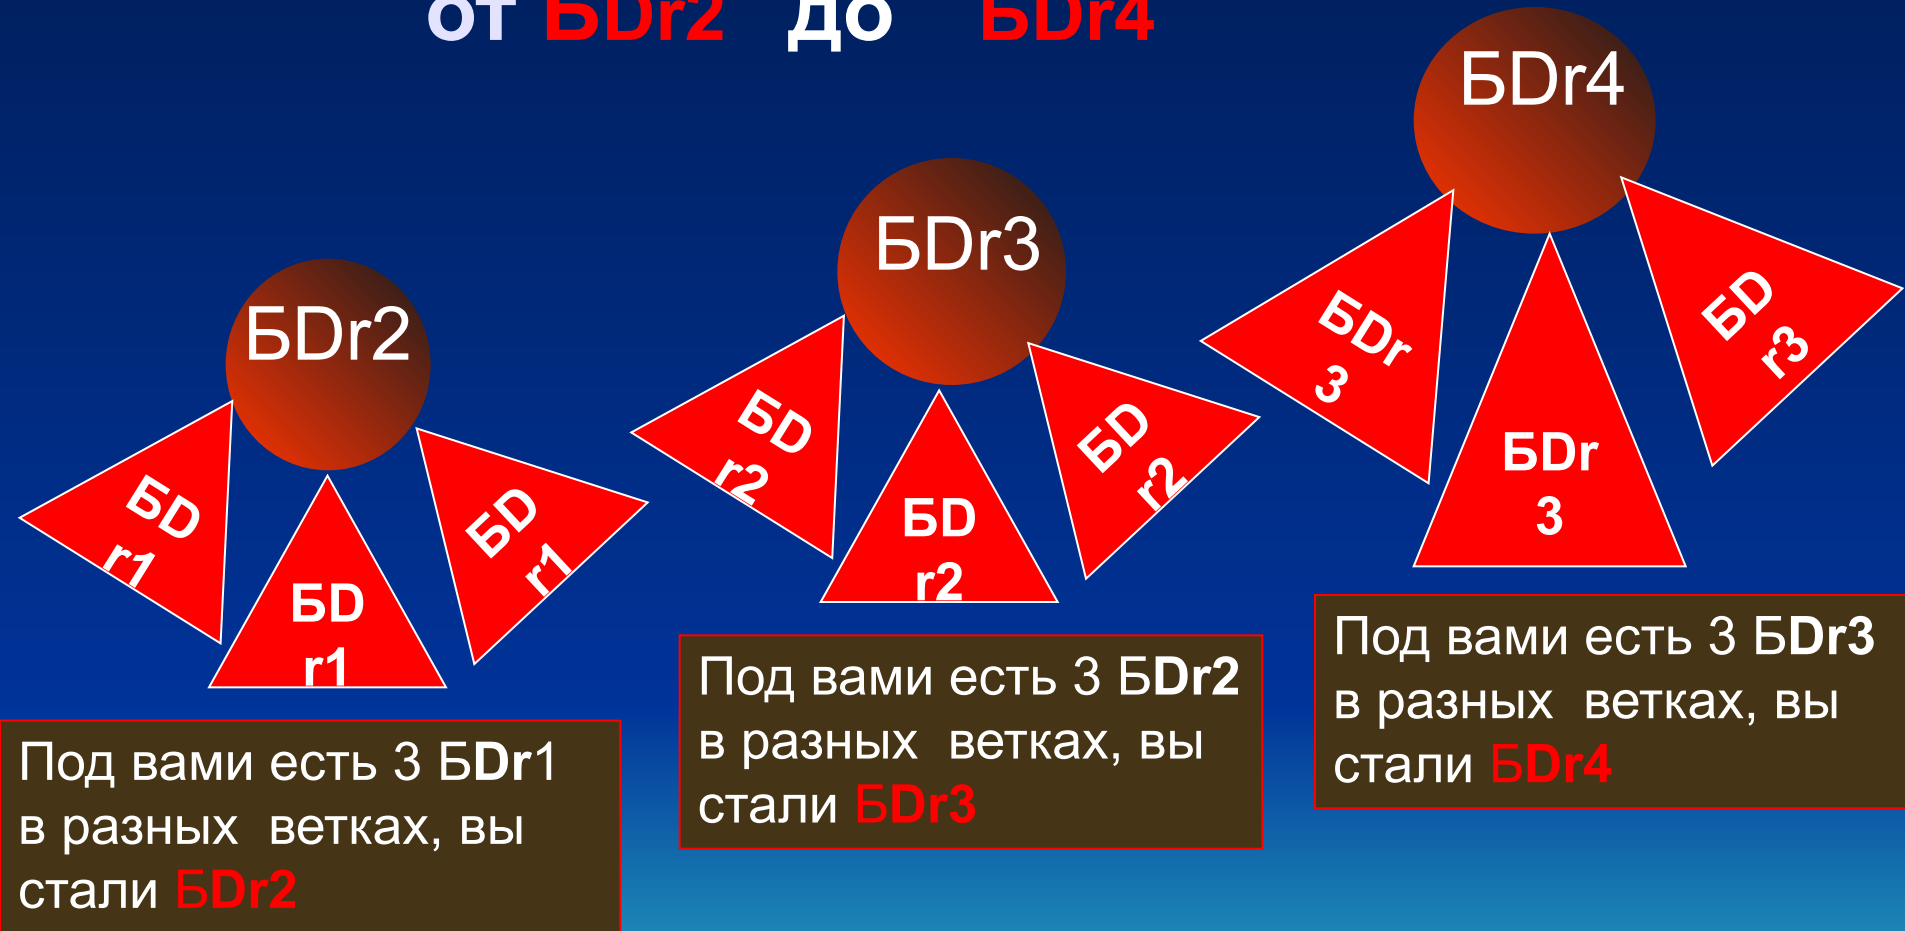 от БDr2 до БDr4
БDr4
БDr3
БDr2
БDr
3
БDr
3
БD
r3
БD
r2
БD
r2
БD
r2
БD
r1
БD
r1
БD
r1
Под вами есть 3 БDr1
в разных ветках, вы
стали БDr2
Под вами есть 3 БDr2
в разных ветках, вы
стали БDr3
Под вами есть 3 БDr3
в разных ветках, вы
стали БDr4